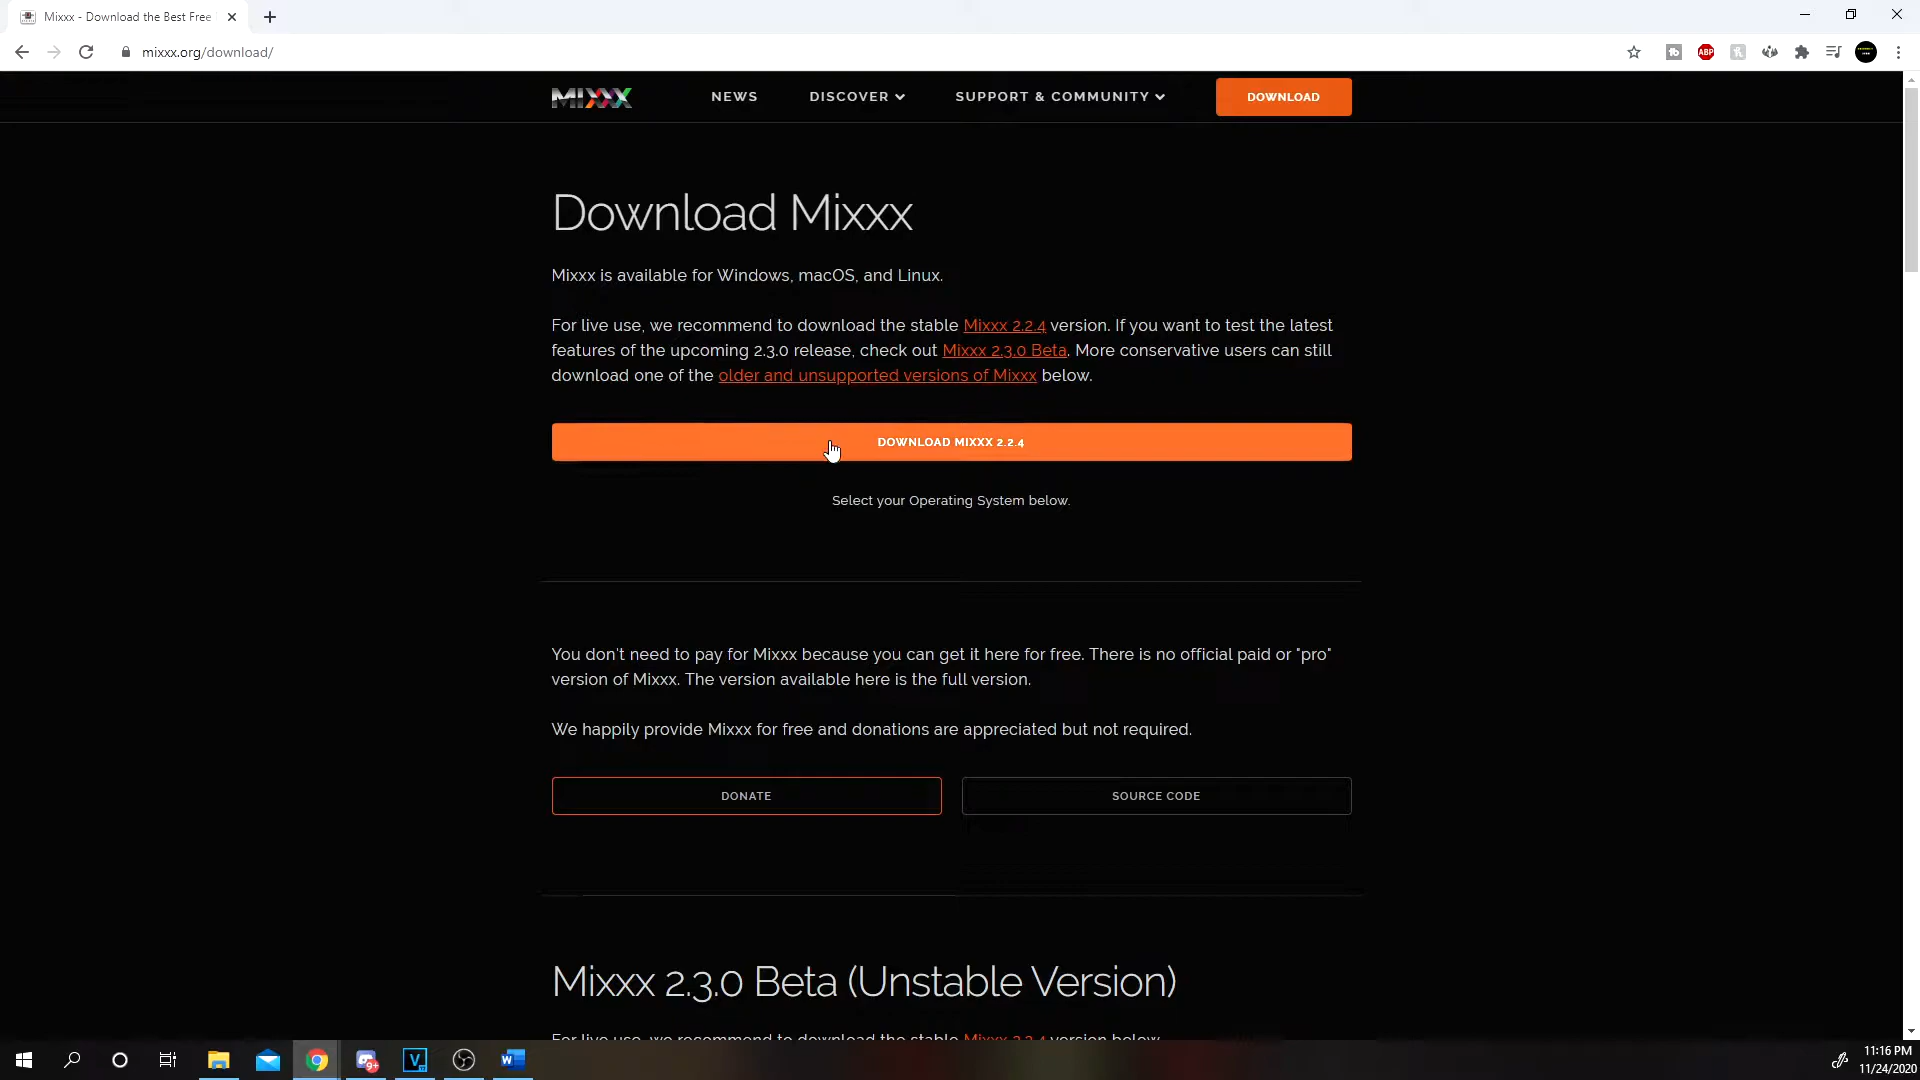 Mixxx - Download the Best Free
mixxx.org/download/
ABP
MIXXX
NEWS
DISCOVER
SUPPORT & COMMUNITY
DOWNLOAD
Download Mixxx
Mixxx is available for Windows, macOS, and Linux.
For live use, we recommend to download the stable Mixxx 2.2.4 version. If you want to test the latest
features of the upcoming 2.3.0 release, check out Mixxx 2.3.0 Beta. More conservative users can still
download one of the older and unsupported versions of Mixxx below.
DOWNLOAD MIXXX 2.2.4
Select your Operating System below.
You don't need to pay for Mixxx because you can get it here for free. There is no official paid or "pro"
version of Mixxx. The version available here is the full version.
We happily provide Mixxx for free and donations are appreciated but not required.
DONATE
SOURCE CODE
Mixxx 2.3.0 Beta (Unstable Version)
For live use, we recommend to download the stable Mixxx 2.2.4 version below.
9+
V
W
11:16 PM
11/24/2020